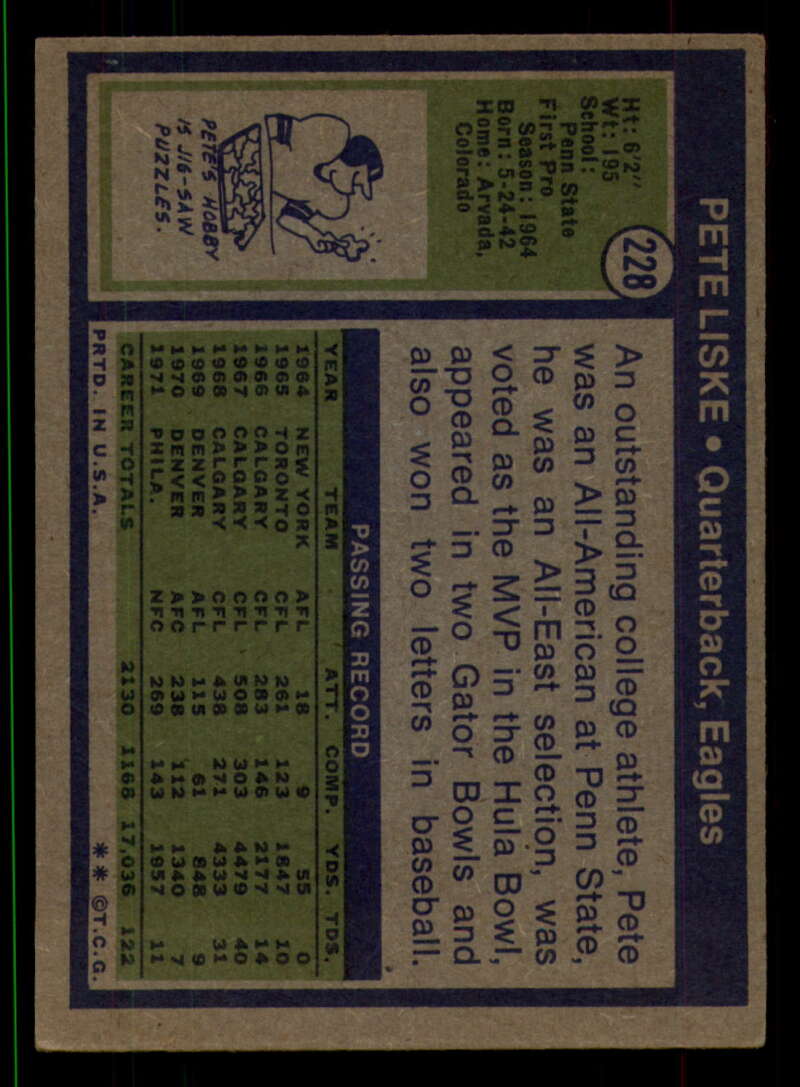 PETE LISKE • Quarterback, Eagles
228
Ht: 6'2"
Wt: 195
School:
Penn State
First Pro
Season: 1964
Born: 5-24-42
Home: Arvada,
Colorado
PETE'S HOBBY
IS JIG-SAW
PUZZLES.
An outstanding college athlete, Pete
was an All-American at Penn State,
he was an All-East selection, was
voted as the MVP in the Hula Bowl,
appeared in two Gator Bowls and
also won two letters in baseball.
PASSING RECORD
YEAR TEAM ATT. COMP. YDS. TDS.
1964 NEW YORK AFL 18 9 55 0
1965 TORONTO CFL 261 123 1847 10
1966 CALGARY CFL 283 146 2177 14
1967 CALGARY CFL 508 303 4479 40
1968 CALGARY CFL 438 271 4333 31
1969 DENVER AFL 115 61 848 9
1970 DENVER AFC 238 112 1340 7
1971 PHILA. NFC 269 143 1957 11
CAREER TOTALS 2130 1168 17,036 122
PRTD. IN U.S.A. ** ©T.C.G.